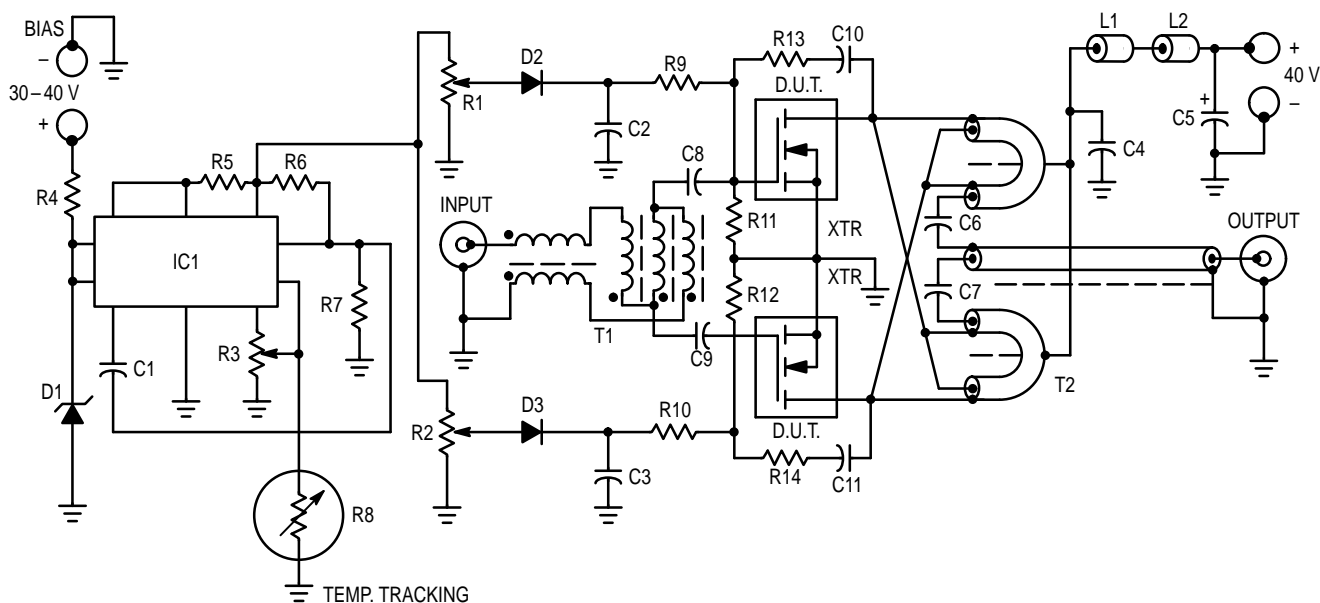 BIAS
–
30–40 V
+
R4
D1
R5
R6
IC1
C1
R3
R7
R8
TEMP. TRACKING
R1
D2
R9
C2
INPUT
T1
C8
C9
R11
R12
R13
C10
D.U.T.
XTR
XTR
D.U.T.
R14
C11
R2
D3
R10
C3
C6
C7
T2
L1
L2
+
40 V
–
C4
C5
+
OUTPUT